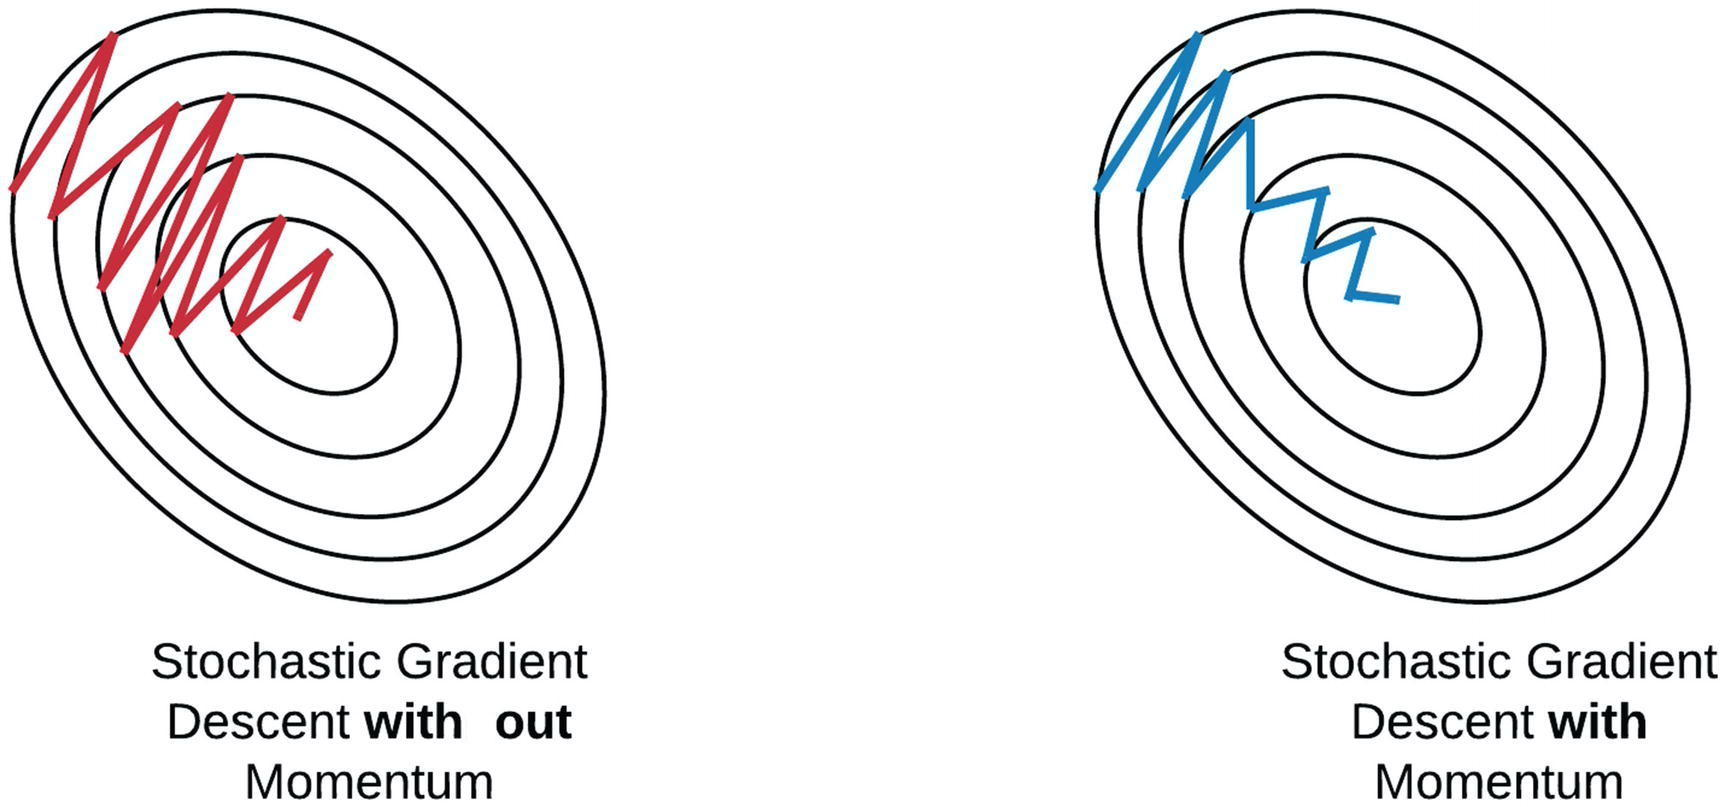 Stochastic Gradient
Descent with  out
Momentum
Stochastic Gradient
Descent with
Momentum